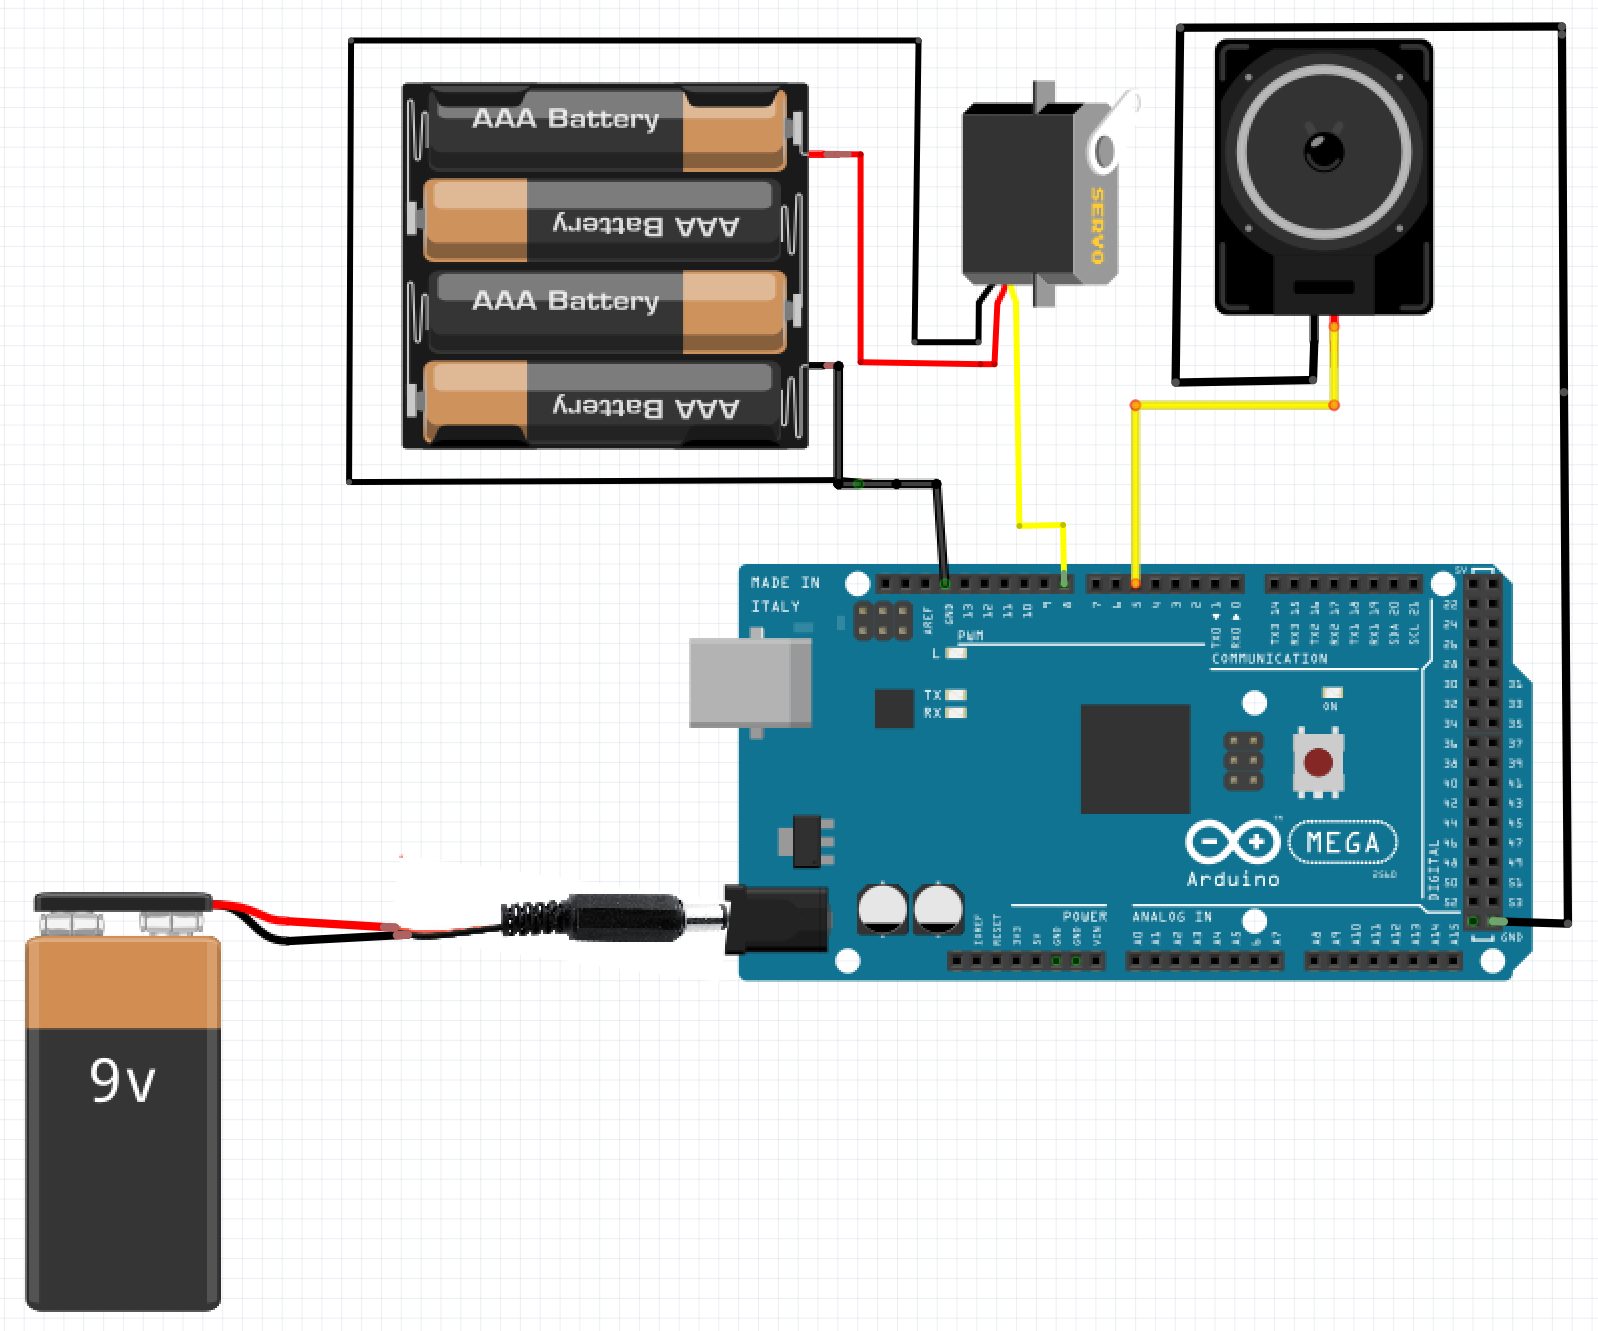 AAA Battery
AAA Battery
AAA Battery
AAA Battery
SERVO
MADE IN
ITALY
AREF
GND
13
12
11
10
9
8
7
6
5
4
3
2
TX0 ◀ 1
RX0 ▶ 0
TX3 14
RX3 15
TX2 16
RX2 17
TX1 18
RX1 19
SDA 20
SCL 21
PWM
COMMUNICATION
L
TX
RX
ON
5V
22
24
26
28
30 31
32 33
34 35
36 37
38 39
40 41
42 43
44 45
46 47
48 49
50 51
52 53
GND
DIGITAL
MEGA
TM
2560
Arduino
POWER
ANALOG IN
IOREF
RESET
3V3
5V
GND
GND
VIN
A0
A1
A2
A3
A4
A5
6
A7
A8
A9
A10
A11
A12
A13
A14
A15
9v